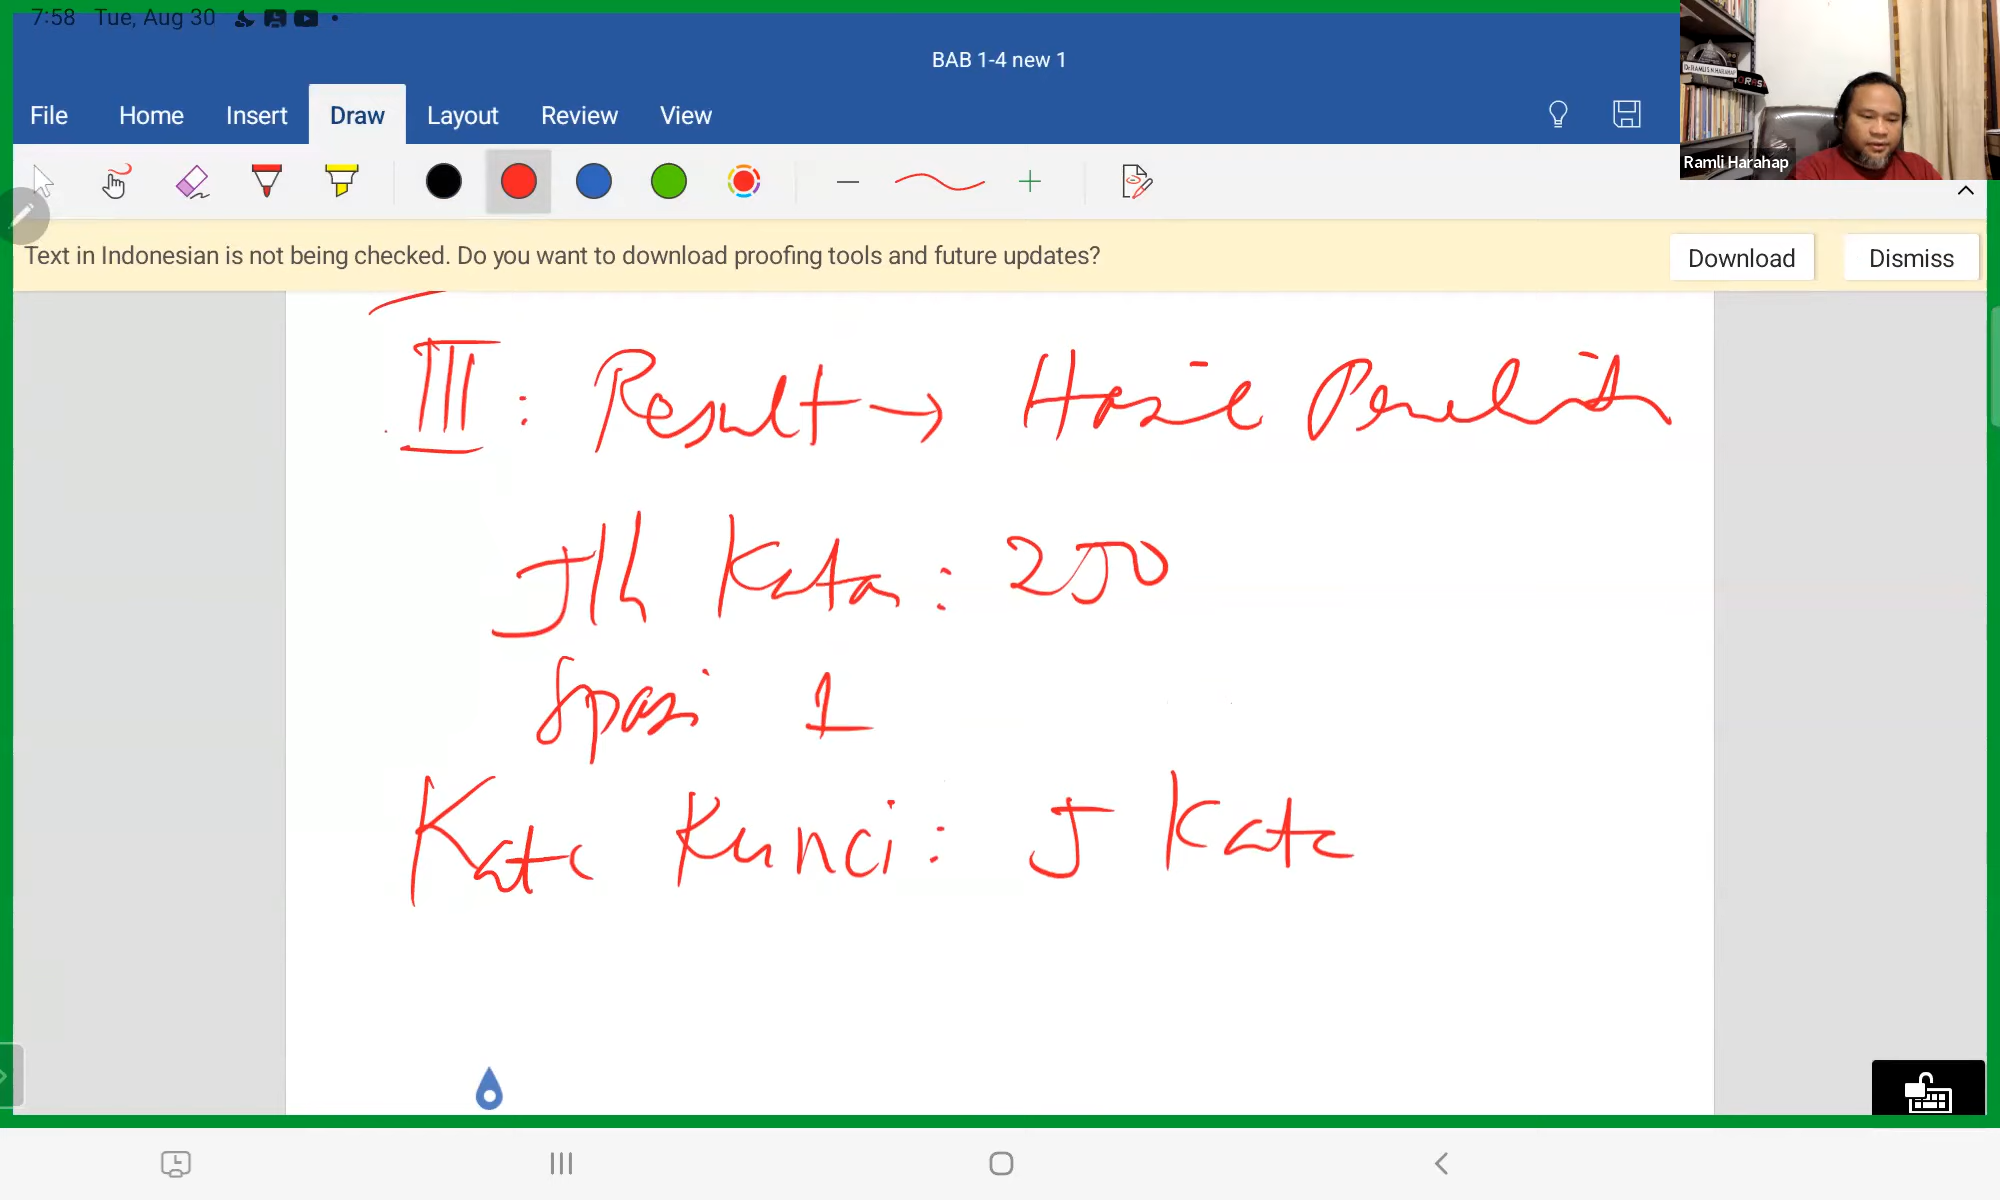 7:58 Tue, Aug 30
BAB 1-4 new 1
File Home Insert Draw Layout Review View
Ramli Harahap
Text in Indonesian is not being checked. Do you want to download proofing tools and future updates? Download Dismiss
III : Result → Hasil
Jlh Kata : 250
Spasi 1
Kata Kunci : 5 Kata